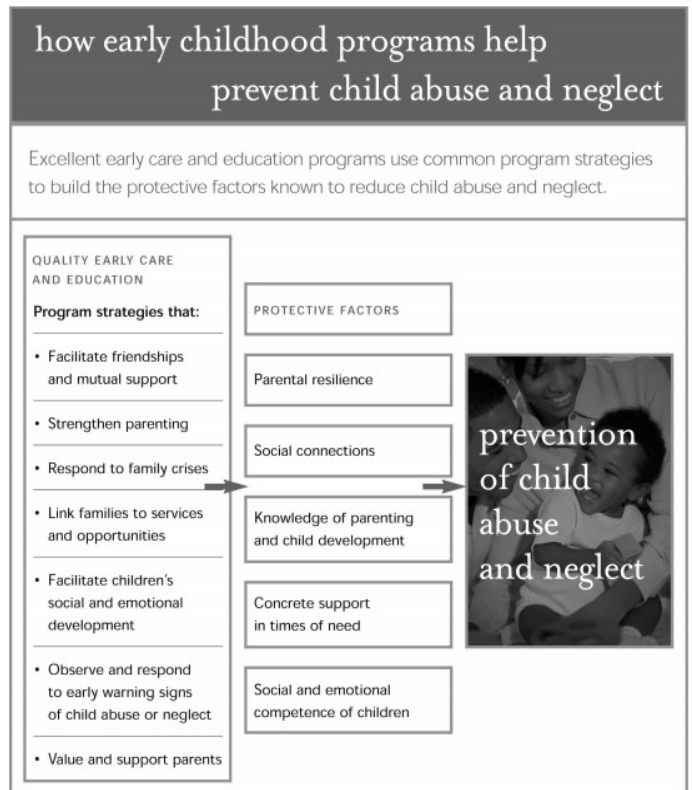 how early childhood programs help
prevent child abuse and neglect
Excellent early care and education programs use common program strategies
to build the protective factors known to reduce child abuse and neglect.
QUALITY EARLY CARE
AND EDUCATION
Program strategies that:
• Facilitate friendships
and mutual support
• Strengthen parenting
• Respond to family crises
• Link families to services
and opportunities
• Facilitate children's
social and emotional
development
• Observe and respond
to early warning signs
of child abuse or neglect
• Value and support parents
PROTECTIVE FACTORS
Parental resilience
Social connections
Knowledge of parenting
and child development
Concrete support
in times of need
Social and emotional
competence of children
prevention
of child
abuse
and neglect